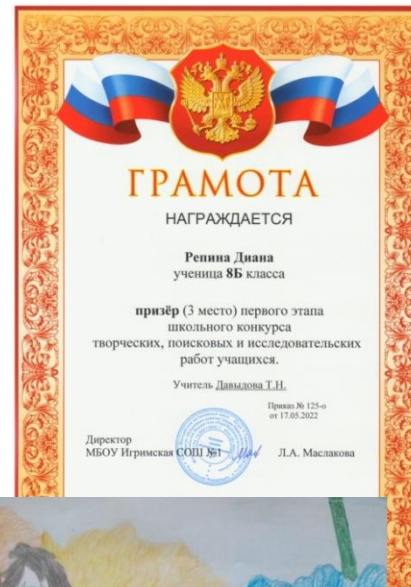 ГРАМОТА
НАГРАЖДАЕТСЯ
Репина Диана
ученица 8Б класса
призёр (3 место) первого этапа
школьного конкурса
творческих, поисковых и исследовательских
работ учащихся.
Учитель Давыдова Т.Н.
Приказ № 125-о
от 17.05.2022
Директор
МБОУ Игримская СОШ №1 Л.А. Маслакова